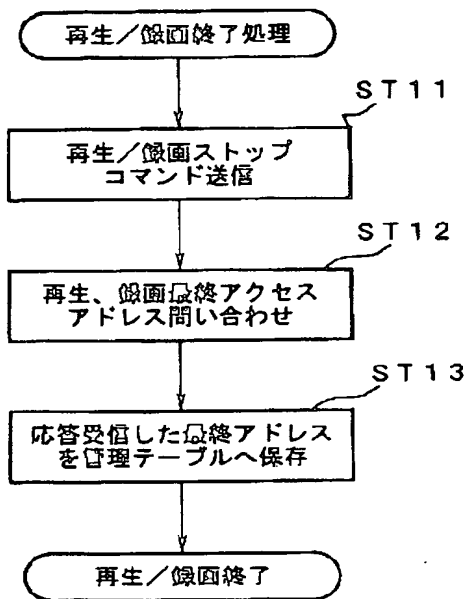 再生／録画終了処理
ST11
再生／録画ストップ
コマンド送信
ST12
再生、録画最終アクセス
アドレス問い合わせ
ST13
応答受信した最終アドレス
を管理テーブルへ保存
再生／録画終了